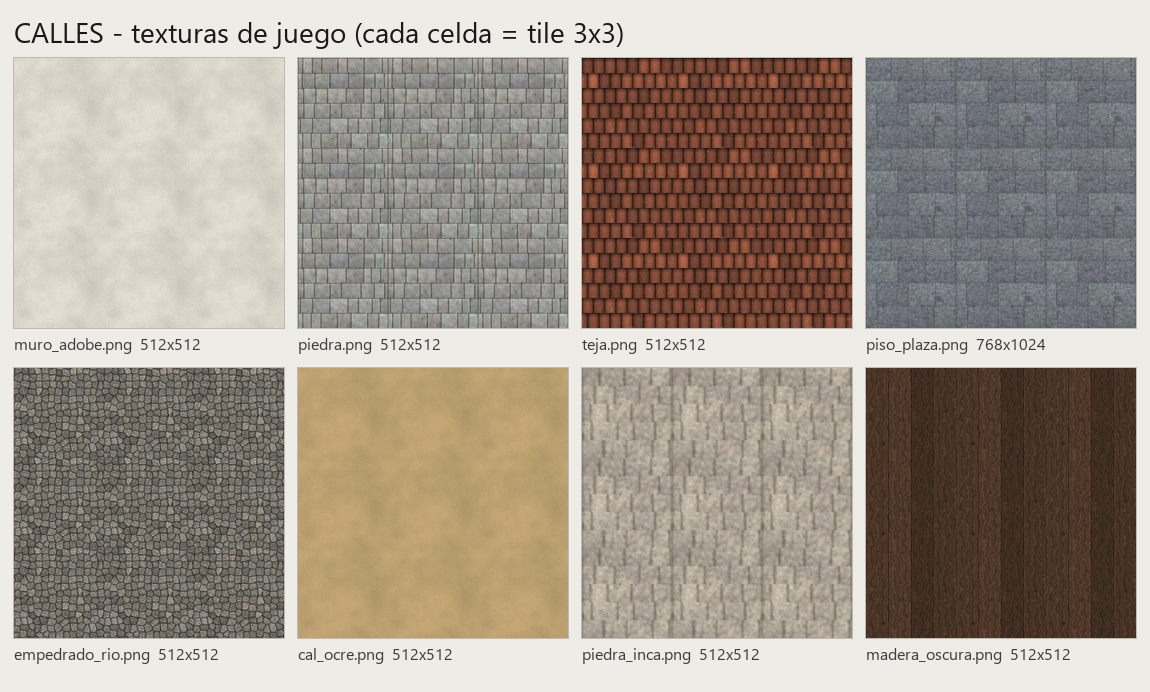 CALLES - texturas de juego (cada celda = tile 3x3)
muro_adobe.png  512x512
piedra.png  512x512
teja.png  512x512
piso_plaza.png  768x1024
empedrado_rio.png  512x512
cal_ocre.png  512x512
piedra_inca.png  512x512
madera_oscura.png  512x512